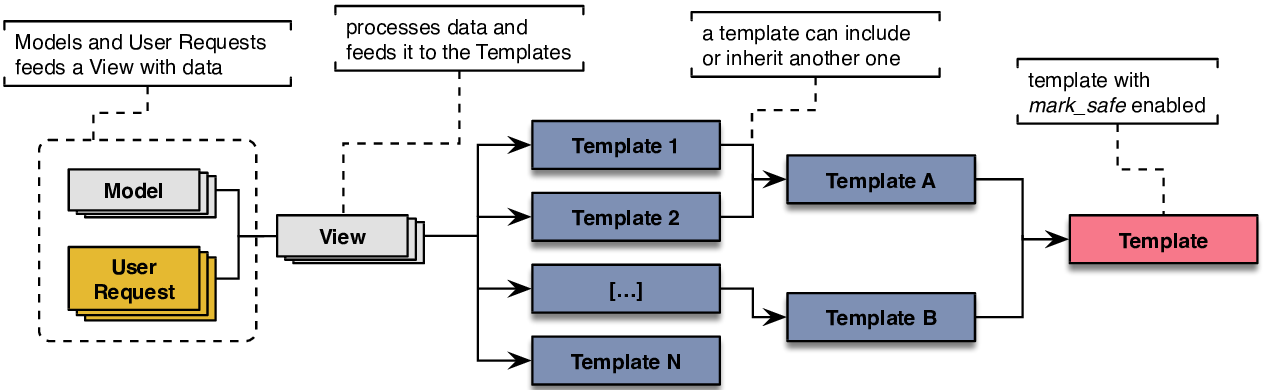 Models and User Requests
feeds a View with data
processes data and
feeds it to the Templates
a template can include
or inherit another one
template with
mark_safe enabled
Model
User
Request
View
Template 1
Template 2
[...]
Template N
Template A
Template B
Template